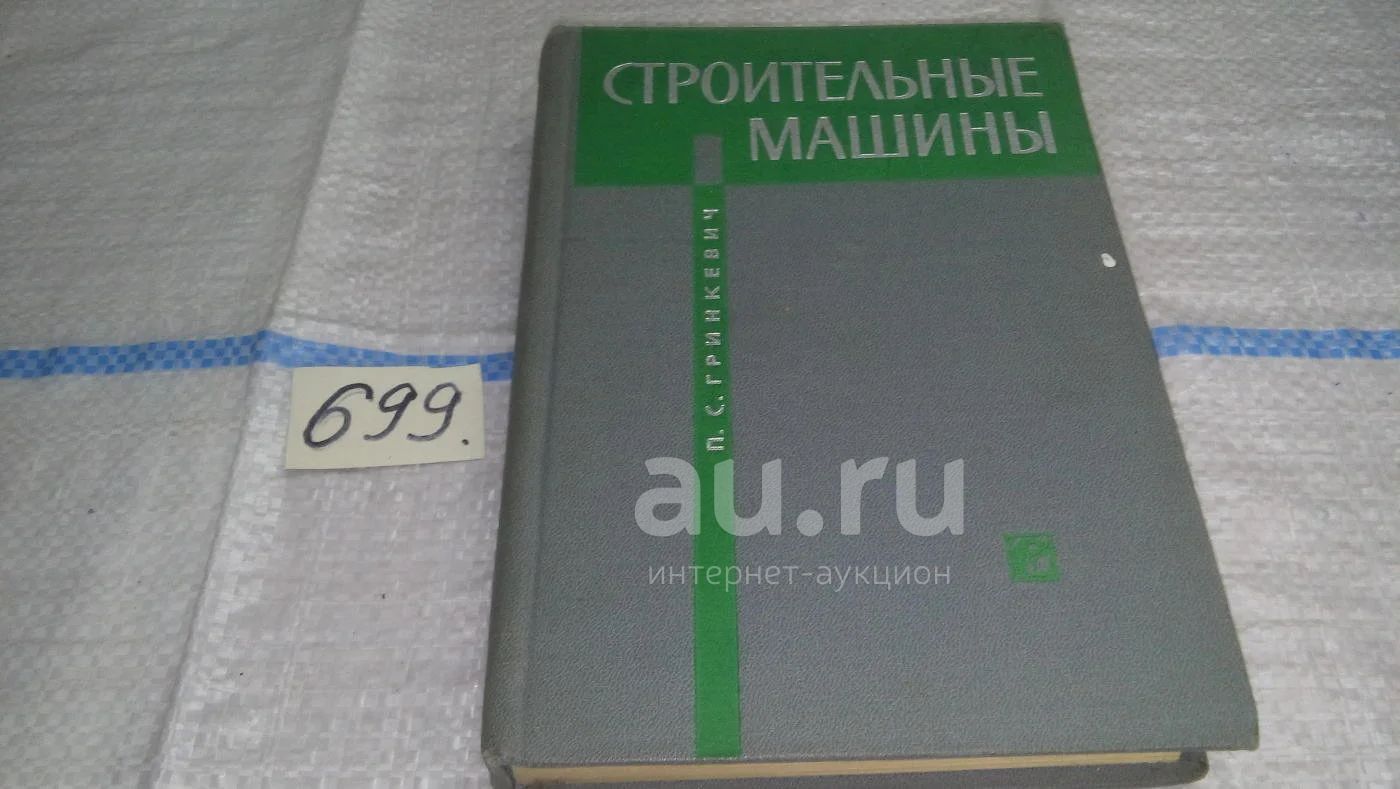 СТРОИТЕЛЬНЫЕ
МАШИНЫ
П. С. ГРИНКЕВИЧ
699.
au.ru
интернет-аукцион